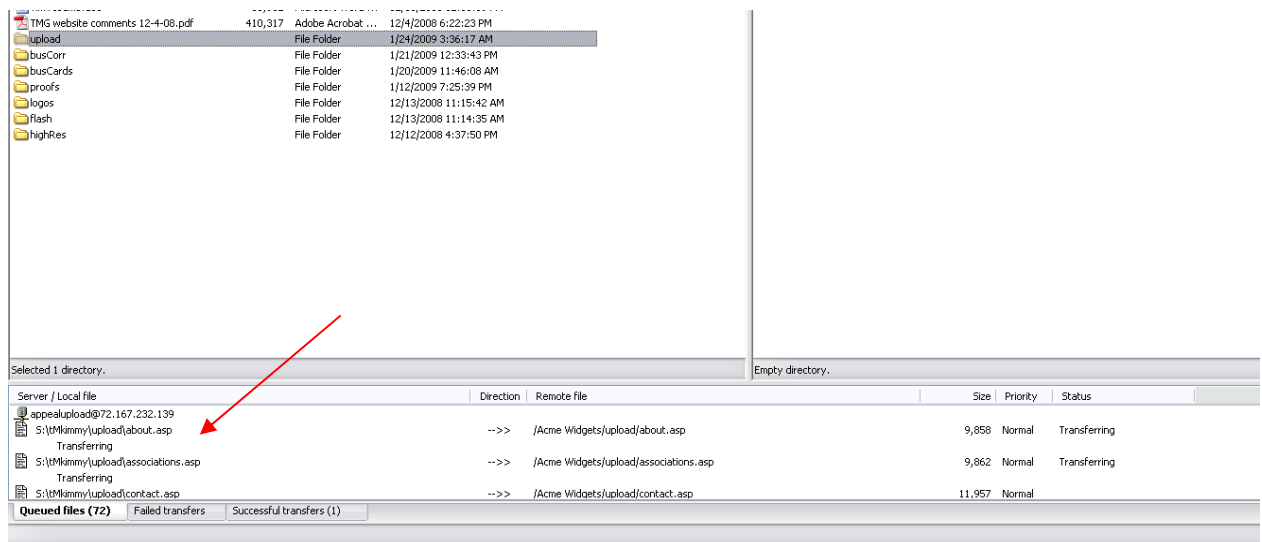 TMG website comments 12-4-08.pdf 410,317 Adobe Acrobat ... 12/4/2008 6:22:23 PM
upload File Folder 1/24/2009 3:36:17 AM
busCorr File Folder 1/21/2009 12:33:43 PM
busCards File Folder 1/20/2009 11:46:08 AM
proofs File Folder 1/12/2009 7:25:39 PM
logos File Folder 12/13/2008 11:15:42 AM
flash File Folder 12/13/2008 11:14:35 AM
highRes File Folder 12/12/2008 4:37:50 PM
Selected 1 directory. Empty directory.
Server / Local file Direction Remote file Size Priority Status
appealupload@72.167.232.139
S:\tMkimmy\upload\about.asp -->> /Acme Widgets/upload/about.asp 9,858 Normal Transferring
Transferring
S:\tMkimmy\upload\associations.asp -->> /Acme Widgets/upload/associations.asp 9,862 Normal Transferring
Transferring
S:\tMkimmy\upload\contact.asp -->> /Acme Widgets/upload/contact.asp 11,957 Normal
Queued files (72) Failed transfers Successful transfers (1)